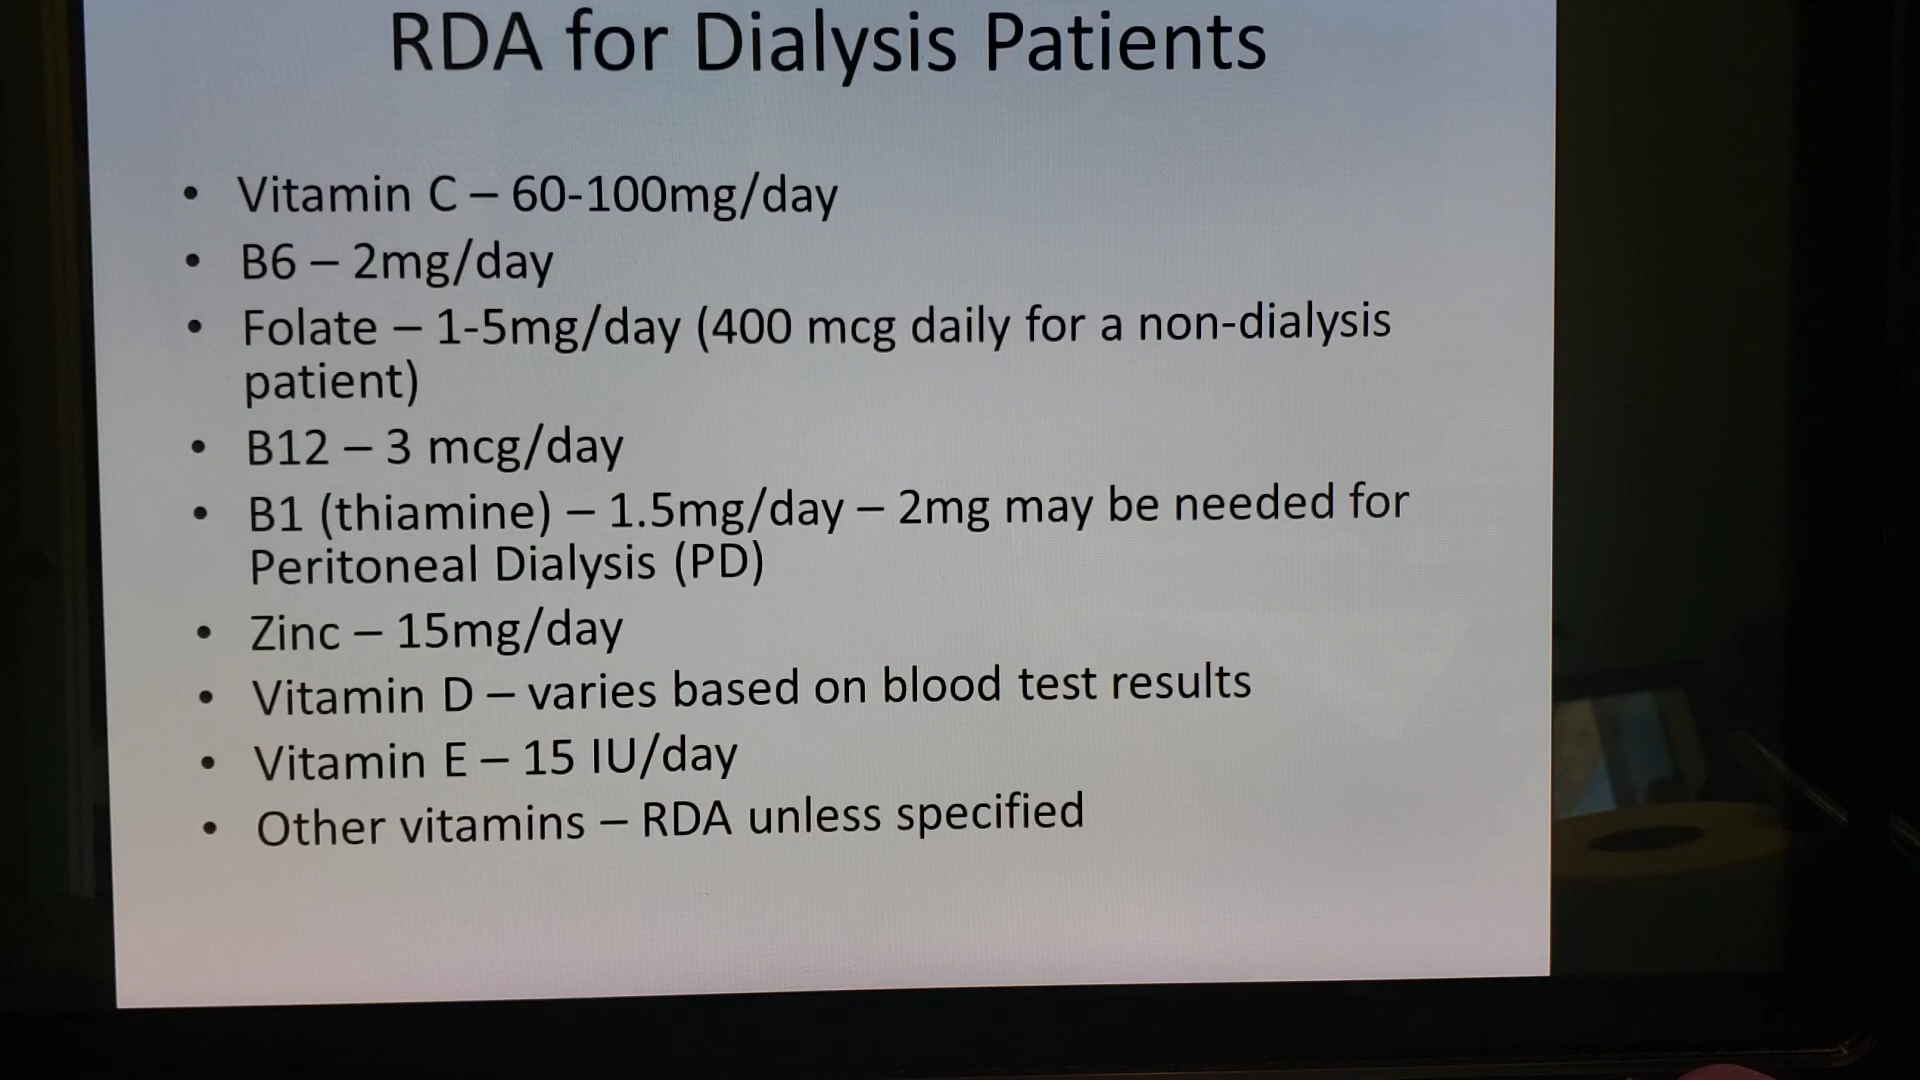 RDA for Dialysis Patients
• Vitamin C – 60-100mg/day
• B6 – 2mg/day
• Folate – 1-5mg/day (400 mcg daily for a non-dialysis
patient)
• B12 – 3 mcg/day
• B1 (thiamine) – 1.5mg/day – 2mg may be needed for
Peritoneal Dialysis (PD)
• Zinc – 15mg/day
• Vitamin D – varies based on blood test results
• Vitamin E – 15 IU/day
• Other vitamins – RDA unless specified